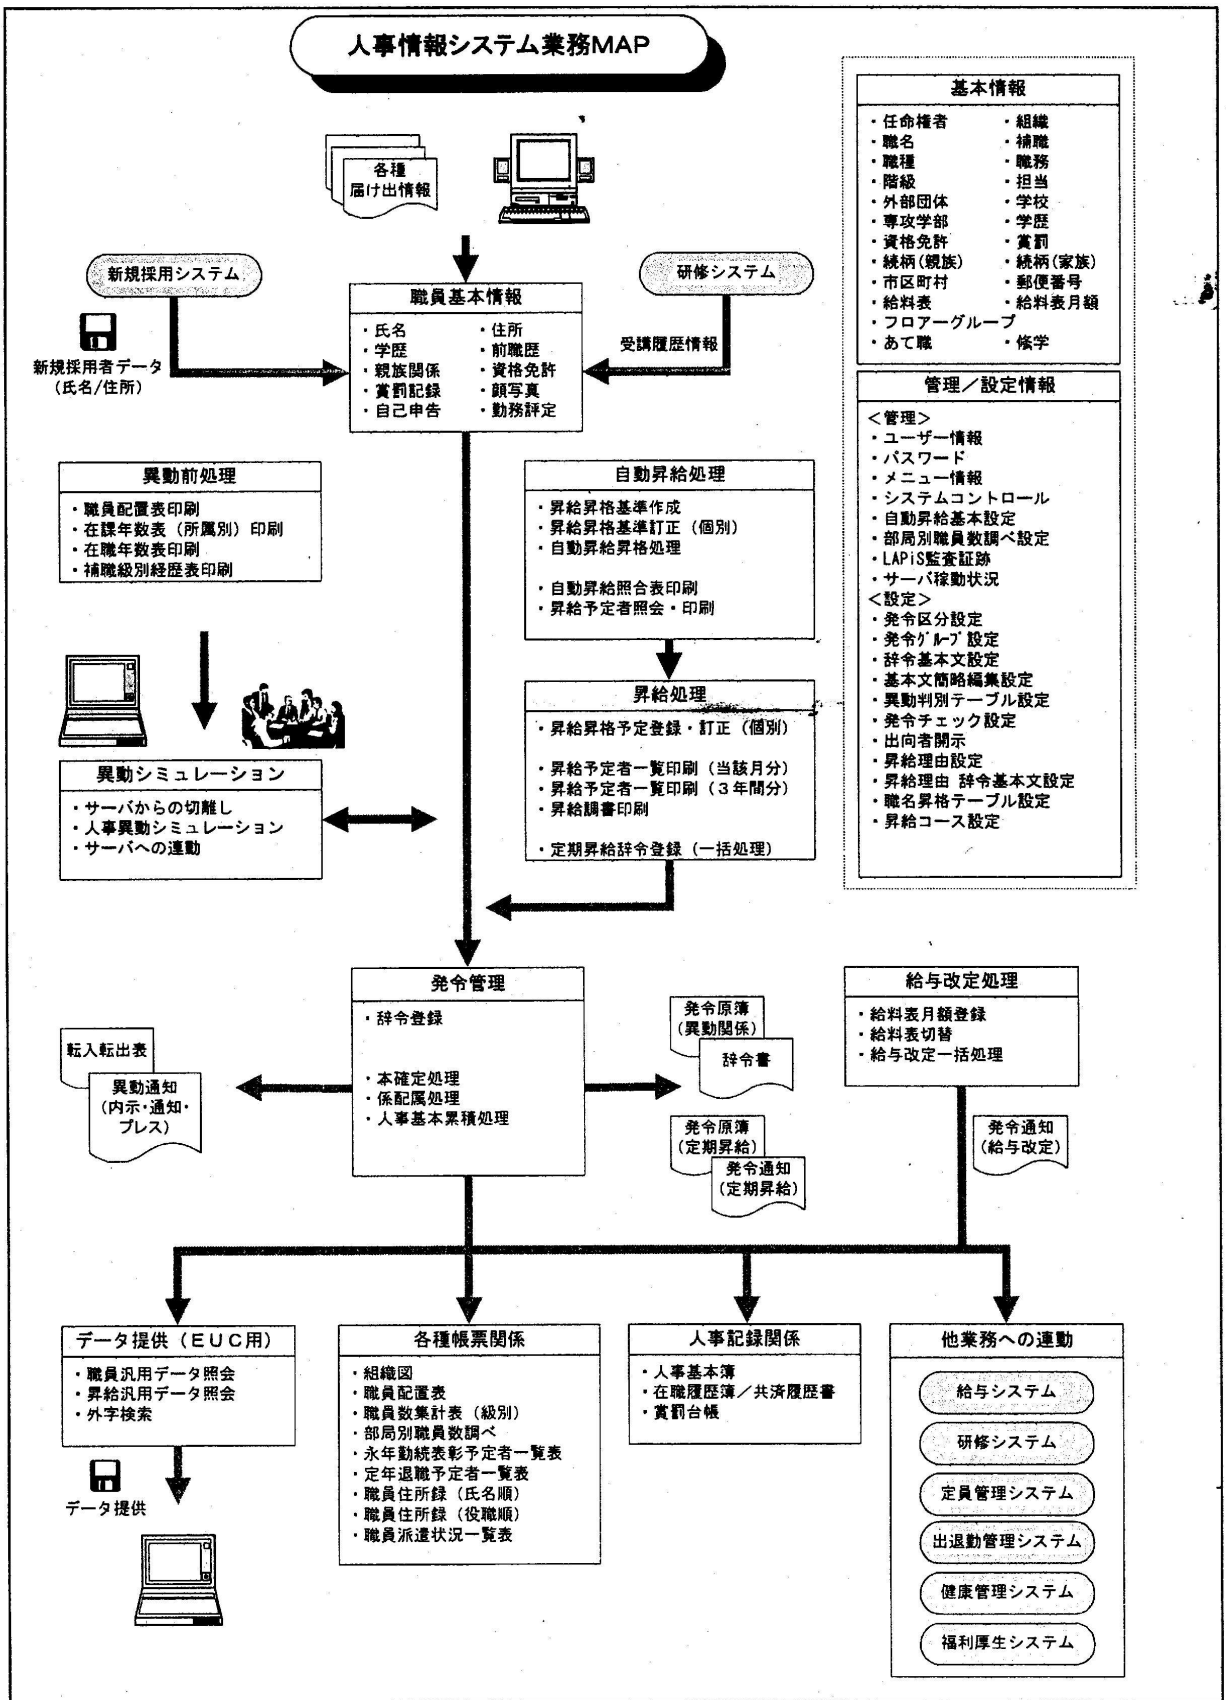 人事情報システム業務MAP
各種
届け出情報
新規採用システム
研修システム
新規採用者データ
(氏名/住所)
受講履歴情報
職員基本情報
・氏名 ・住所
・学歴 ・前職歴
・親族関係 ・資格免許
・賞罰記録 ・顔写真
・自己申告 ・勤務評定
基本情報
・任命権者 ・組織
・職名 ・補職
・職種 ・職務
・階級 ・担当
・外部団体 ・学校
・専攻学部 ・学歴
・資格免許 ・賞罰
・続柄(親族) ・続柄(家族)
・市区町村 ・郵便番号
・給料表 ・給料表月額
・フロアーグループ
・あて職 ・修学
管理/設定情報
<管理>
・ユーザー情報
・パスワード
・メニュー情報
・システムコントロール
・自動昇給基本設定
・部局別職員数調べ設定
・LAPiS監査証跡
・サーバ稼動状況
<設定>
・発令区分設定
・発令グループ設定
・辞令基本文設定
・基本文簡略編集設定
・異動判別テーブル設定
・発令チェック設定
・出向者開示
・昇給理由設定
・昇給理由 辞令基本文設定
・職名昇格テーブル設定
・昇給コース設定
異動前処理
・職員配置表印刷
・在課年数表(所属別)印刷
・在職年数表印刷
・補職級別経歴表印刷
自動昇給処理
・昇給昇格基準作成
・昇給昇格基準訂正(個別)
・自動昇給昇格処理
・自動昇給照合表印刷
・昇給予定者照会・印刷
昇給処理
・昇給昇格予定登録・訂正(個別)
・昇給予定者一覧印刷(当該月分)
・昇給予定者一覧印刷(3年間分)
・昇給調書印刷
・定期昇給辞令登録(一括処理)
異動シミュレーション
・サーバからの切離し
・人事異動シミュレーション
・サーバへの連動
発令管理
・辞令登録
・本確定処理
・係配属処理
・人事基本累積処理
転入転出表
異動通知
(内示・通知・
プレス)
発令原簿
(異動関係)
辞令書
発令原簿
(定期昇給)
発令通知
(定期昇給)
給与改定処理
・給料表月額登録
・給料表切替
・給与改定一括処理
発令通知
(給与改定)
データ提供(EUC用)
・職員汎用データ照会
・昇給汎用データ照会
・外字検索
データ提供
各種帳票関係
・組織図
・職員配置表
・職員数集計表(級別)
・部局別職員数調べ
・永年勤続表彰予定者一覧表
・定年退職予定者一覧表
・職員住所録(氏名順)
・職員住所録(役職順)
・職員派遣状況一覧表
人事記録関係
・人事基本簿
・在職履歴簿/共済履歴書
・賞罰台帳
他業務への連動
給与システム
研修システム
定員管理システム
出退勤管理システム
健康管理システム
福利厚生システム